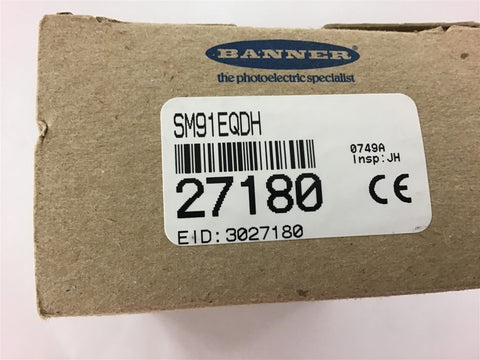 BANNER
the photoelectric specialist
SM91EQDH
0749A
Insp:JH
27180
CE
EID:3027180